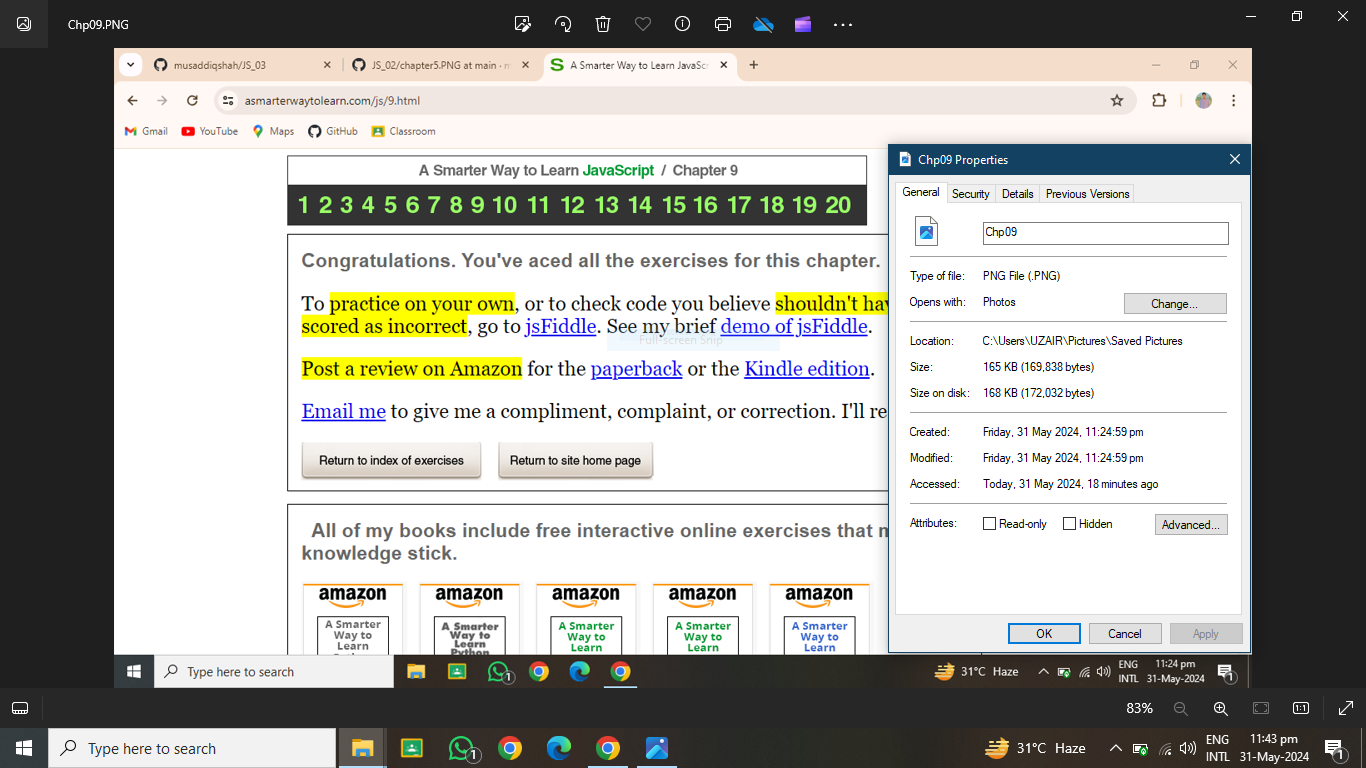 Chp09.PNG
musaddiqshah/JS_03
JS_02/chapter5.PNG at main
A Smarter Way to Learn JavaSc
asmarterwaytolearn.com/js/9.html
Gmail YouTube Maps GitHub Classroom
A Smarter Way to Learn JavaScript / Chapter 9
1 2 3 4 5 6 7 8 9 10 11 12 13 14 15 16 17 18 19 20
Congratulations. You've aced all the exercises for this chapter.
To practice on your own, or to check code you believe shouldn't hav
scored as incorrect, go to jsFiddle. See my brief demo of jsFiddle.
Full-screen Snip
Post a review on Amazon for the paperback or the Kindle edition.
Email me to give me a compliment, complaint, or correction. I'll re
Return to index of exercises
Return to site home page
All of my books include free interactive online exercises that m
knowledge stick.
amazon amazon amazon amazon amazon
A Smarter
Way to
Learn
A Smarter
Way to
Learn
Python
A Smarter
Way to
Learn
A Smarter
Way to
Learn
A Smarter
Way to
Learn
Chp09 Properties
General Security Details Previous Versions
Chp09
Type of file: PNG File (.PNG)
Opens with: Photos Change...
Location: C:\Users\UZAIR\Pictures\Saved Pictures
Size: 165 KB (169,838 bytes)
Size on disk: 168 KB (172,032 bytes)
Created: Friday, 31 May 2024, 11:24:59 pm
Modified: Friday, 31 May 2024, 11:24:59 pm
Accessed: Today, 31 May 2024, 18 minutes ago
Attributes: Read-only Hidden Advanced...
OK Cancel Apply
Type here to search
1
31°C Haze
ENG
INTL
11:24 pm
31-May-2024
1
83%
1:1
Type here to search
1
31°C Haze
ENG
INTL
11:43 pm
31-May-2024
1